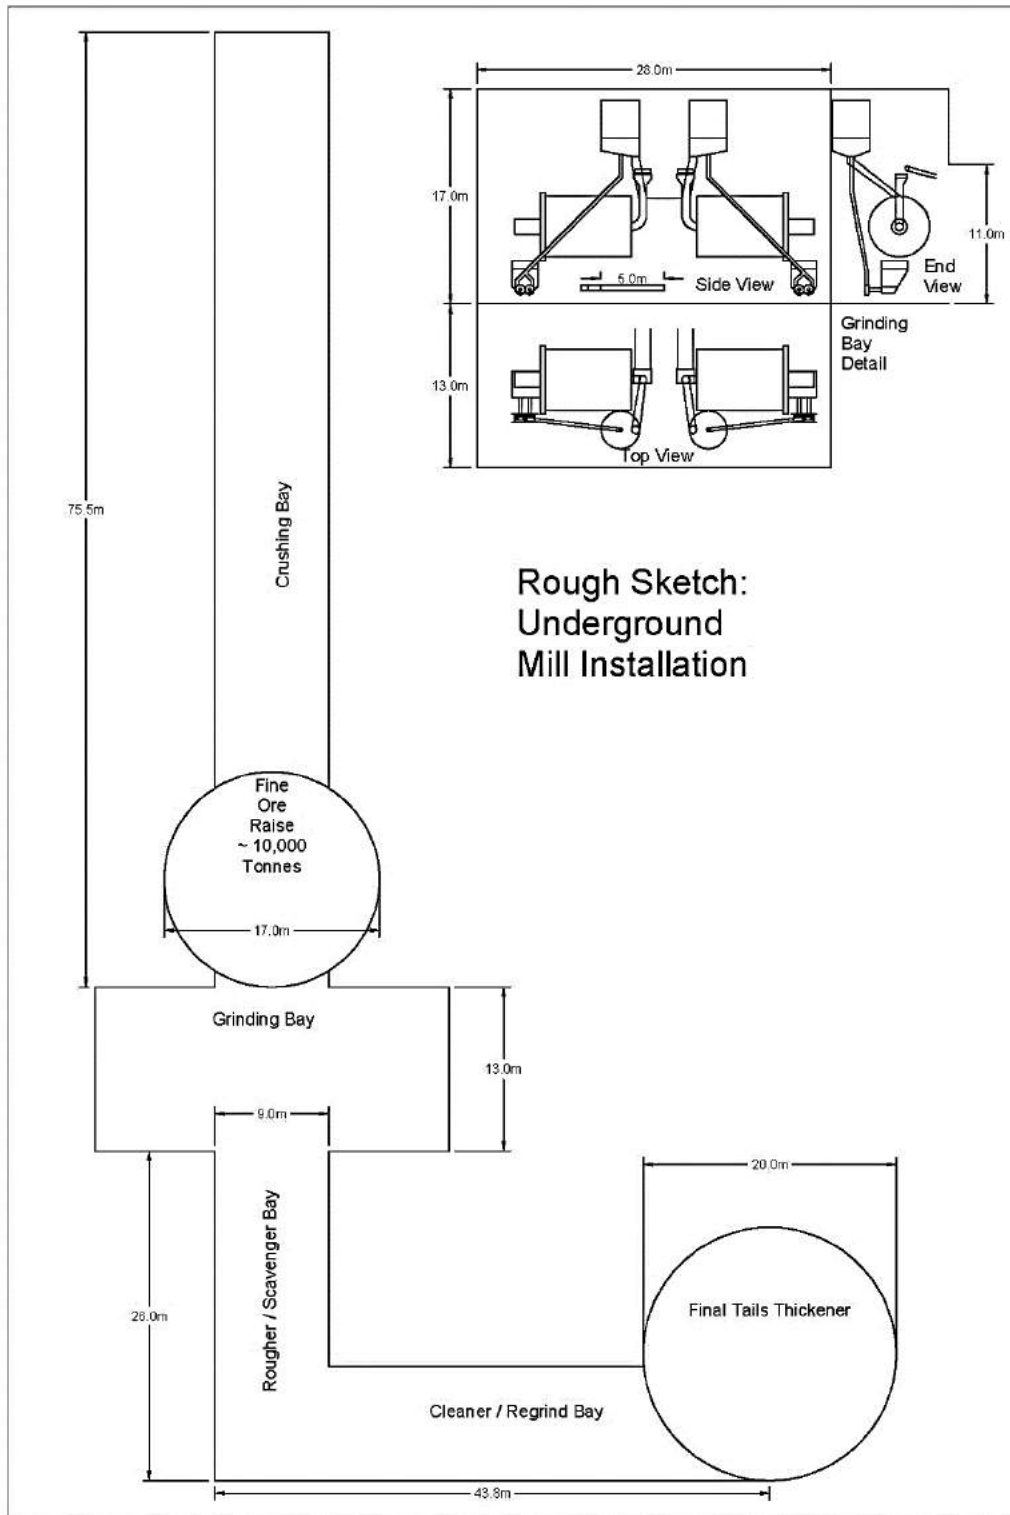 28.0m
17.0m
11.0m
5.0m
Side View
End
View
Grinding
Bay
Detail
13.0m
Top View
75.5m
Crushing Bay
Rough Sketch:
Underground
Mill Installation
Fine
Ore
Raise
~ 10,000
Tonnes
17.0m
Grinding Bay
13.0m
9.0m
20.0m
Rougher / Scavenger Bay
26.0m
Final Tails Thickener
Cleaner / Regrind Bay
43.8m